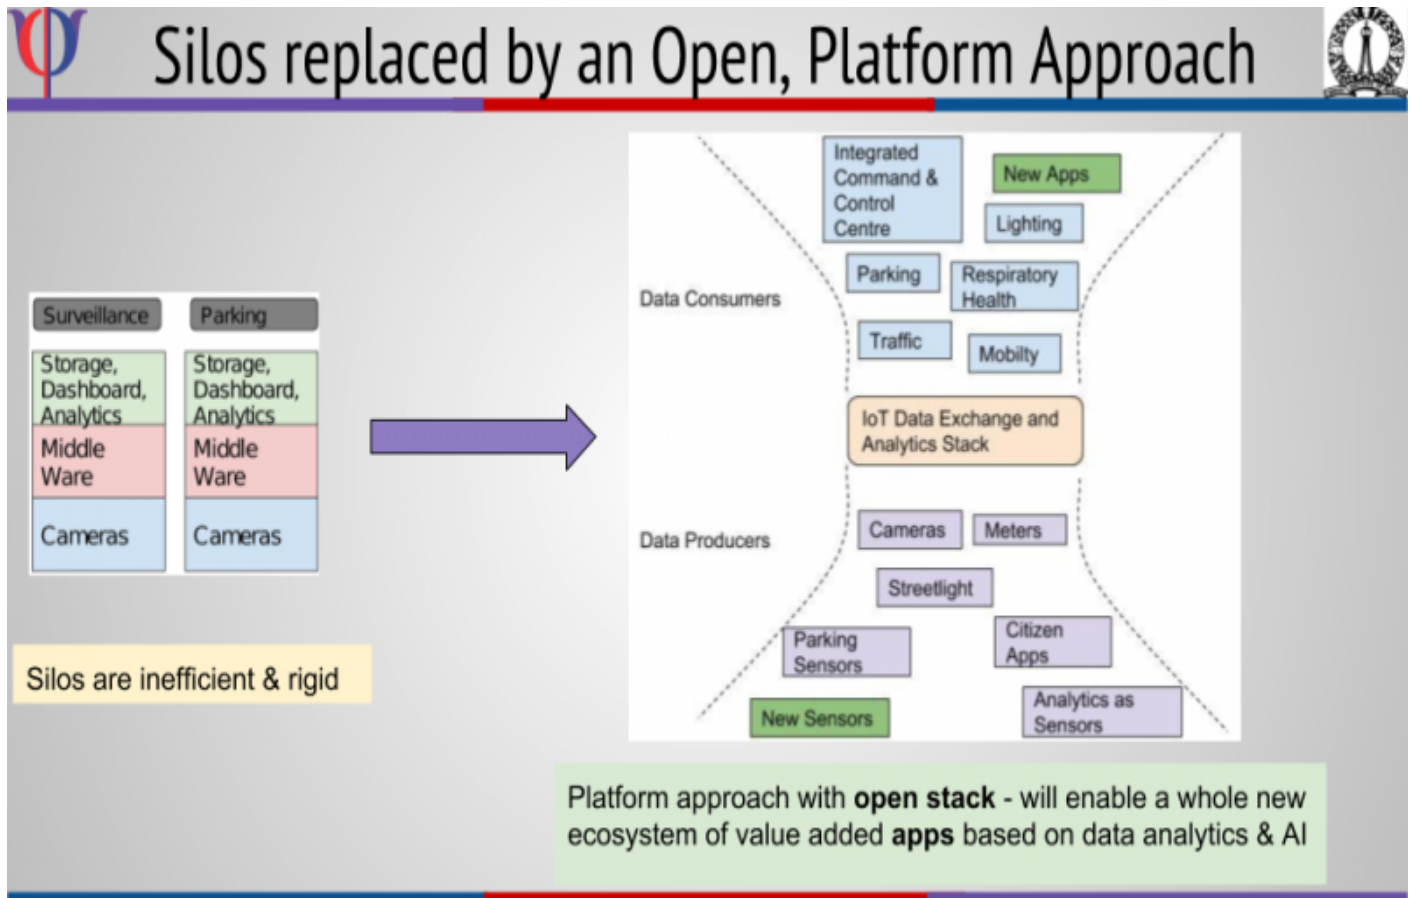 Silos replaced by an Open, Platform Approach
Surveillance
Storage,
Dashboard,
Analytics
Middle
Ware
Cameras
Parking
Storage,
Dashboard,
Analytics
Middle
Ware
Cameras
Silos are inefficient & rigid
Integrated
Command &
Control
Centre
New Apps
Lighting
Parking
Respiratory
Health
Data Consumers
Traffic
Mobilty
IoT Data Exchange and
Analytics Stack
Data Producers
Cameras
Meters
Streetlight
Parking
Sensors
Citizen
Apps
New Sensors
Analytics as
Sensors
Platform approach with open stack - will enable a whole new
ecosystem of value added apps based on data analytics & AI